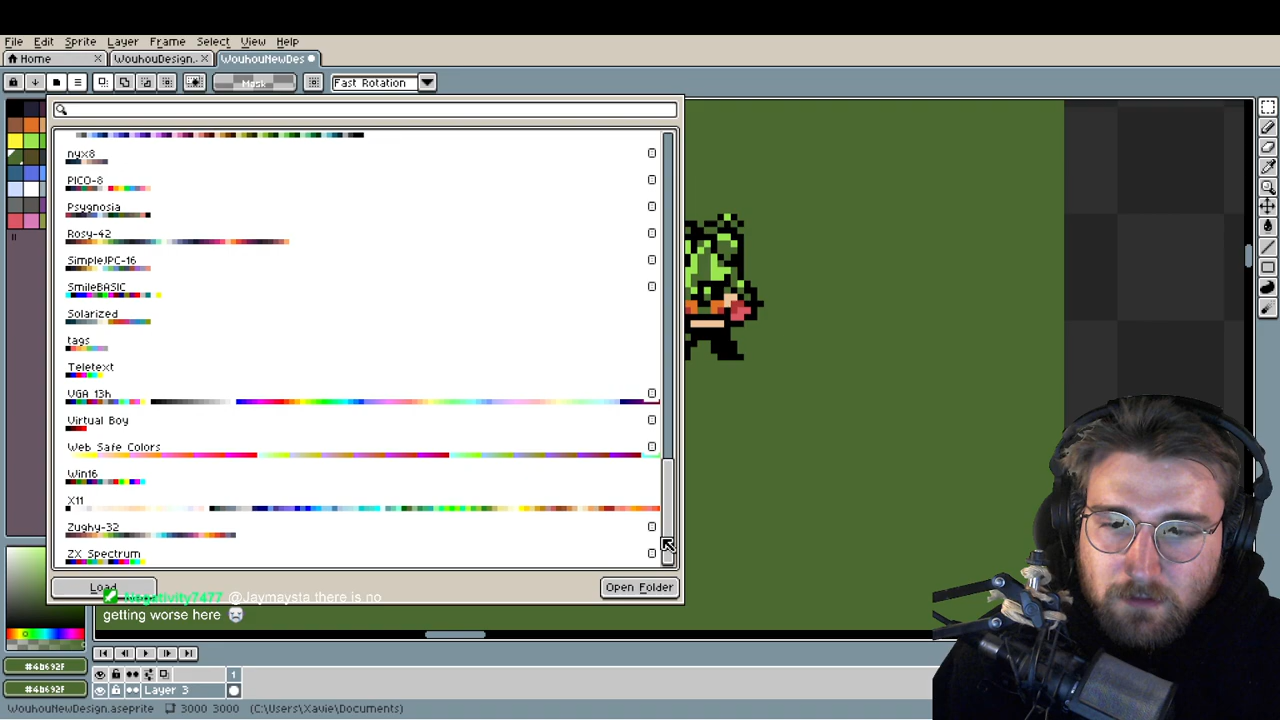 File Edit Sprite Layer Frame Select View Help
Home WouhouDesign. WouhouNewDes
Mask Fast Rotation
nyx8
PICO-8
Psygnosia
Rosy-42
SimpleJPC-16
SmileBASIC
Solarized
tags
Teletext
VGA 13h
Virtual Boy
Web Safe Colors
Win16
X11
Zughy-32
ZX Spectrum
Load Open Folder
Negativity7477 @Jaymaysta there is no
getting worse here
#4b692F
1
#4b692F Layer 3
WouhouNewDesign.aseprite 3000 3000 (C:\Users\Xavie\Documents)